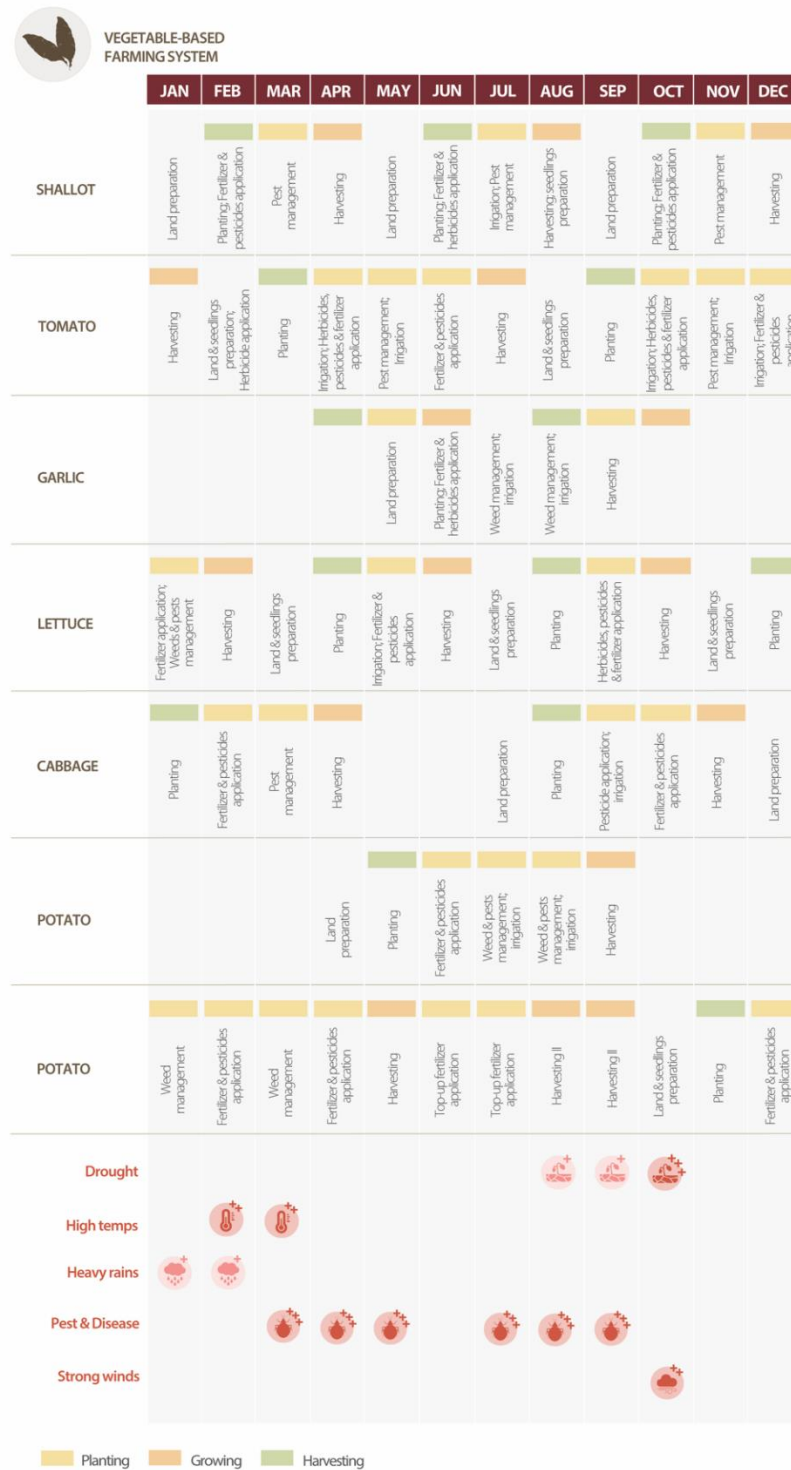 VEGETABLE-BASED
FARMING SYSTEM
JAN FEB MAR APR MAY JUN JUL AUG SEP OCT NOV DEC
SHALLOT
Land preparation
Planting; Fertilizer &
pesticides application
Pest
management
Harvesting
Land preparation
Planting; Fertilizer &
herbicides application
Irrigation; Pest
management
Harvesting; seedlings
preparation
Land preparation
Planting; Fertilizer &
pesticides application
Pest management
Harvesting
TOMATO
Harvesting
Land & seedlings
preparation;
Herbicide application
Planting
Irrigation; Herbicides,
pesticides & fertilizer
application
Pest management;
Irrigation
Fertilizer & pesticides
application
Harvest
Land & seedlings
preparation
Planting
Irrigation; Herbicides,
pesticides & fertilizer
application
Pest management;
Irrigation
Irrigation; Fertilizer &
pesticides
application
GARLIC
Land preparation
Planting; Fertilizer &
herbicides application
Weed management;
irrigation
Weed management;
irrigation
Harvesting
LETTUCE
Fertilizer application;
Weeds & pests
management
Harvesting
Land & seedlings
preparation
Planting
Irrigation; Fertilizer &
pesticides
application
Harvesting
Land & seedlings
preparation
Planting
Herbicides, pesticides
& fertilizer application
Harvesting
Land & seedlings
preparation
Planting
CABBAGE
Planting
Fertilizer & pesticides
application
Pest
management
Harvesting
Land preparation
Planting
Pesticide application;
irrigation
Fertilizer & pesticides
application
Harvesting
Land preparation
POTATO
Land
preparation
Planting
Fertilizer & pesticides
application
Weed & pests
management;
irrigation
Weed & pests
management;
irrigation
Harvesting
POTATO
Weed
management
Fertilizer & pesticides
application
Weed
management
Fertilizer & pesticides
application
Harvesting
Top-up fertilizer
application
Top-up fertilizer
application
Harvesting II
Harvesting II
Land & seedlings
preparation
Planting
Fertilizer & pesticides
application
Drought
High temps
Heavy rains
Pest & Disease
Strong winds
Planting Growing Harvesting